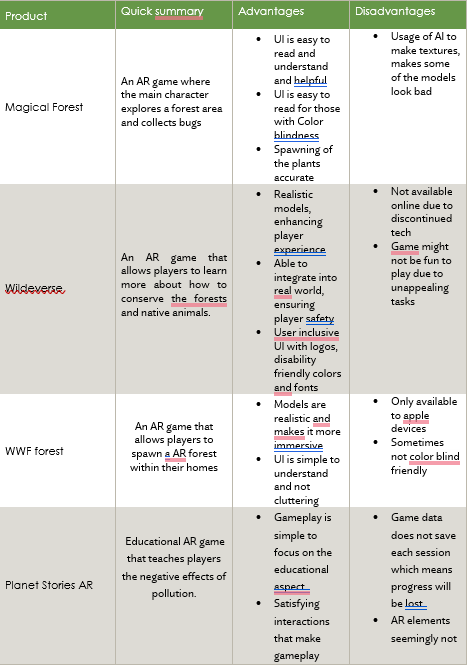 Product
Quick summary
Advantages
Disadvantages
Magical Forest
An AR game where
the main character
explores a forest area
and collects bugs
• UI is easy to
read and
understand
and helpful
• UI is easy to
read for those
with Color
blindness
• Spawning of
the plants
accurate
• Usage of AI to
make textures,
makes some
of the models
look bad
Wildeverse
An AR game that
allows players to learn
more about how to
conserve the forests
and native animals.
• Realistic
models,
enhancing
player
experience
• Able to
integrate into
real world,
ensuring
player safety
• User inclusive
UI with logos,
disability
friendly colors
and fonts
• Not available
online due to
discontinued
tech
• Game might
not be fun to
play due to
unappealing
tasks
WWF forest
An AR game that
allows players to
spawn a AR forest
within their homes
• Models are
realistic and
makes it more
immersive
• UI is simple to
understand
and not
cluttering
• Only available
to apple
devices
• Sometimes
not color blind
friendly
Planet Stories AR
Educational AR game
that teaches players
the negative effects of
pollution.
• Gameplay is
simple to
focus on the
educational
aspect
• Satisfying
interactions
that make
gameplay
• Game data
does not save
each session
which means
progress will
be lost
• AR elements
seemingly not